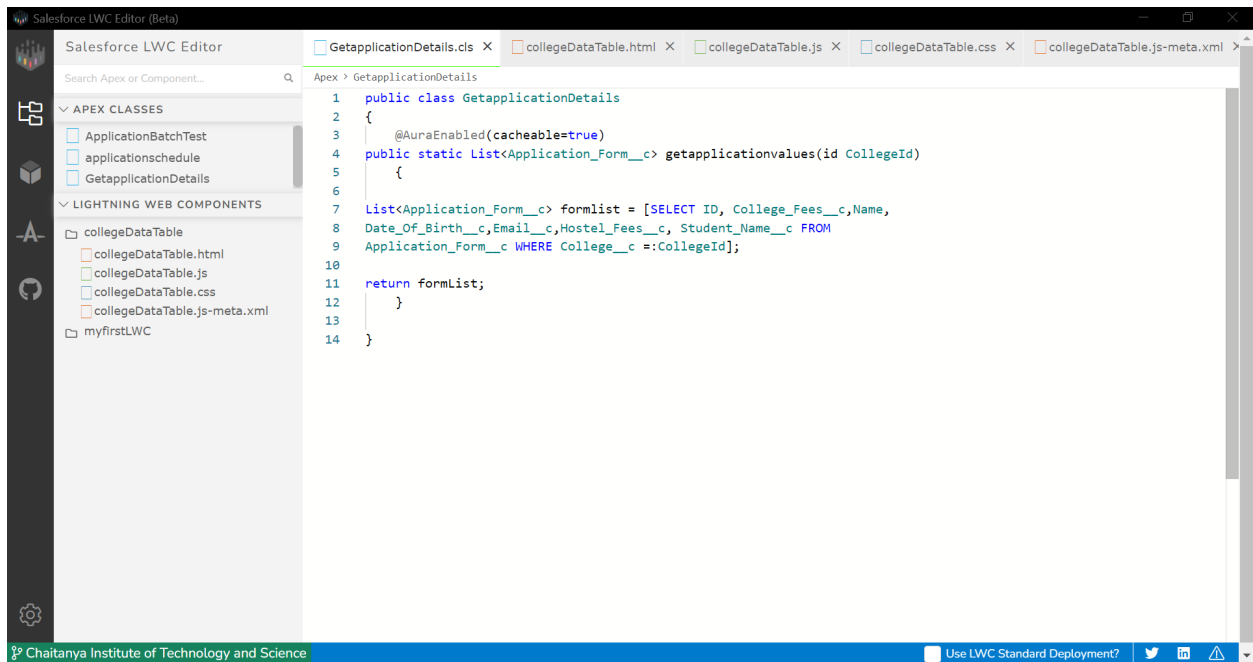 Salesforce LWC Editor (Beta)
Salesforce LWC Editor
Search Apex or Component...
APEX CLASSES
ApplicationBatchTest
applicationschedule
GetapplicationDetails
LIGHTNING WEB COMPONENTS
collegeDataTable
collegeDataTable.html
collegeDataTable.js
collegeDataTable.css
collegeDataTable.js-meta.xml
myfirstLWC
GetapplicationDetails.cls
collegeDataTable.html
collegeDataTable.js
collegeDataTable.css
collegeDataTable.js-meta.xml
Apex > GetapplicationDetails
1 public class GetapplicationDetails
2 {
3 @AuraEnabled(cacheable=true)
4 public static List<Application_Form__c> getapplicationvalues(id CollegeId)
5 {
6
7 List<Application_Form__c> formlist = [SELECT ID, College_Fees__c,Name,
8 Date_Of_Birth__c,Email__c,Hostel_Fees__c, Student_Name__c FROM
9 Application_Form__c WHERE College__c =:CollegeId];
10
11 return formList;
12 }
13
14 }
Chaitanya Institute of Technology and Science
Use LWC Standard Deployment?